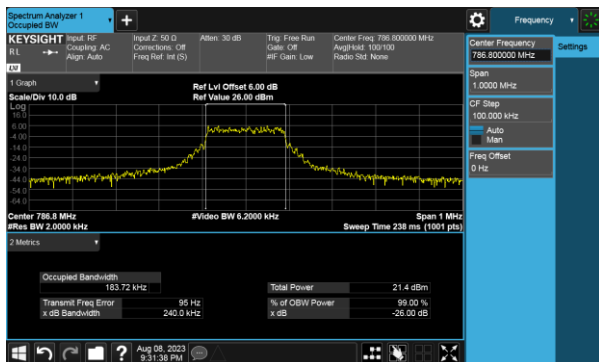 Spectrum Analyzer 1
Occupied BW
Frequency
KEYSIGHT
Input: RF
Coupling: AC
Align: Auto
Input Z: 50 Ω
Corrections: Off
Freq Ref: Int (S)
Atten: 30 dB
Trig: Free Run
Gate: Off
#IF Gain: Low
Center Freq: 786.800000 MHz
Avg|Hold: 100/100
Radio Std: None
RL
LXI
Center Frequency
786.800000 MHz
Settings
Span
1.0000 MHz
CF Step
100.000 kHz
Auto
Man
Freq Offset
0 Hz
1 Graph
Scale/Div 10.0 dB
Ref Lvl Offset 6.00 dB
Ref Value 26.00 dBm
Log
16.0
6.00
-4.00
-14.0
-24.0
-34.0
-44.0
-54.0
-64.0
Center 786.8 MHz
#Res BW 2.0000 kHz
#Video BW 6.2000 kHz
Span 1 MHz
Sweep Time 238 ms (1001 pts)
2 Metrics
Occupied Bandwidth
183.72 kHz
Total Power 21.4 dBm
Transmit Freq Error 95 Hz
% of OBW Power 99.00 %
x dB Bandwidth 240.0 kHz
x dB -26.00 dB
?
Aug 08, 2023
9:31:38 PM